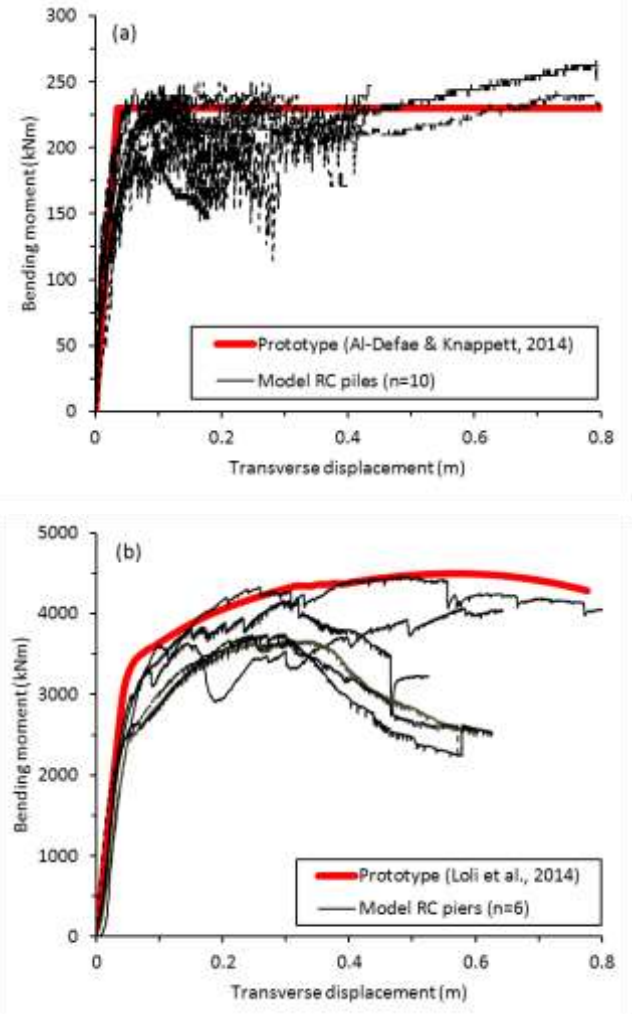 (a)
300
250
200
150
100
50
0
Bending moment (kNm)
Prototype (Al-Defae & Knappett, 2014)
Model RC piles (n=10)
0 0.2 0.4 0.6 0.8
Transverse displacement (m)
(b)
5000
4000
3000
2000
1000
0
Bending moment (kNm)
Prototype (Loli et al., 2014)
Model RC piers (n=6)
0 0.2 0.4 0.6 0.8
Transverse displacement (m)